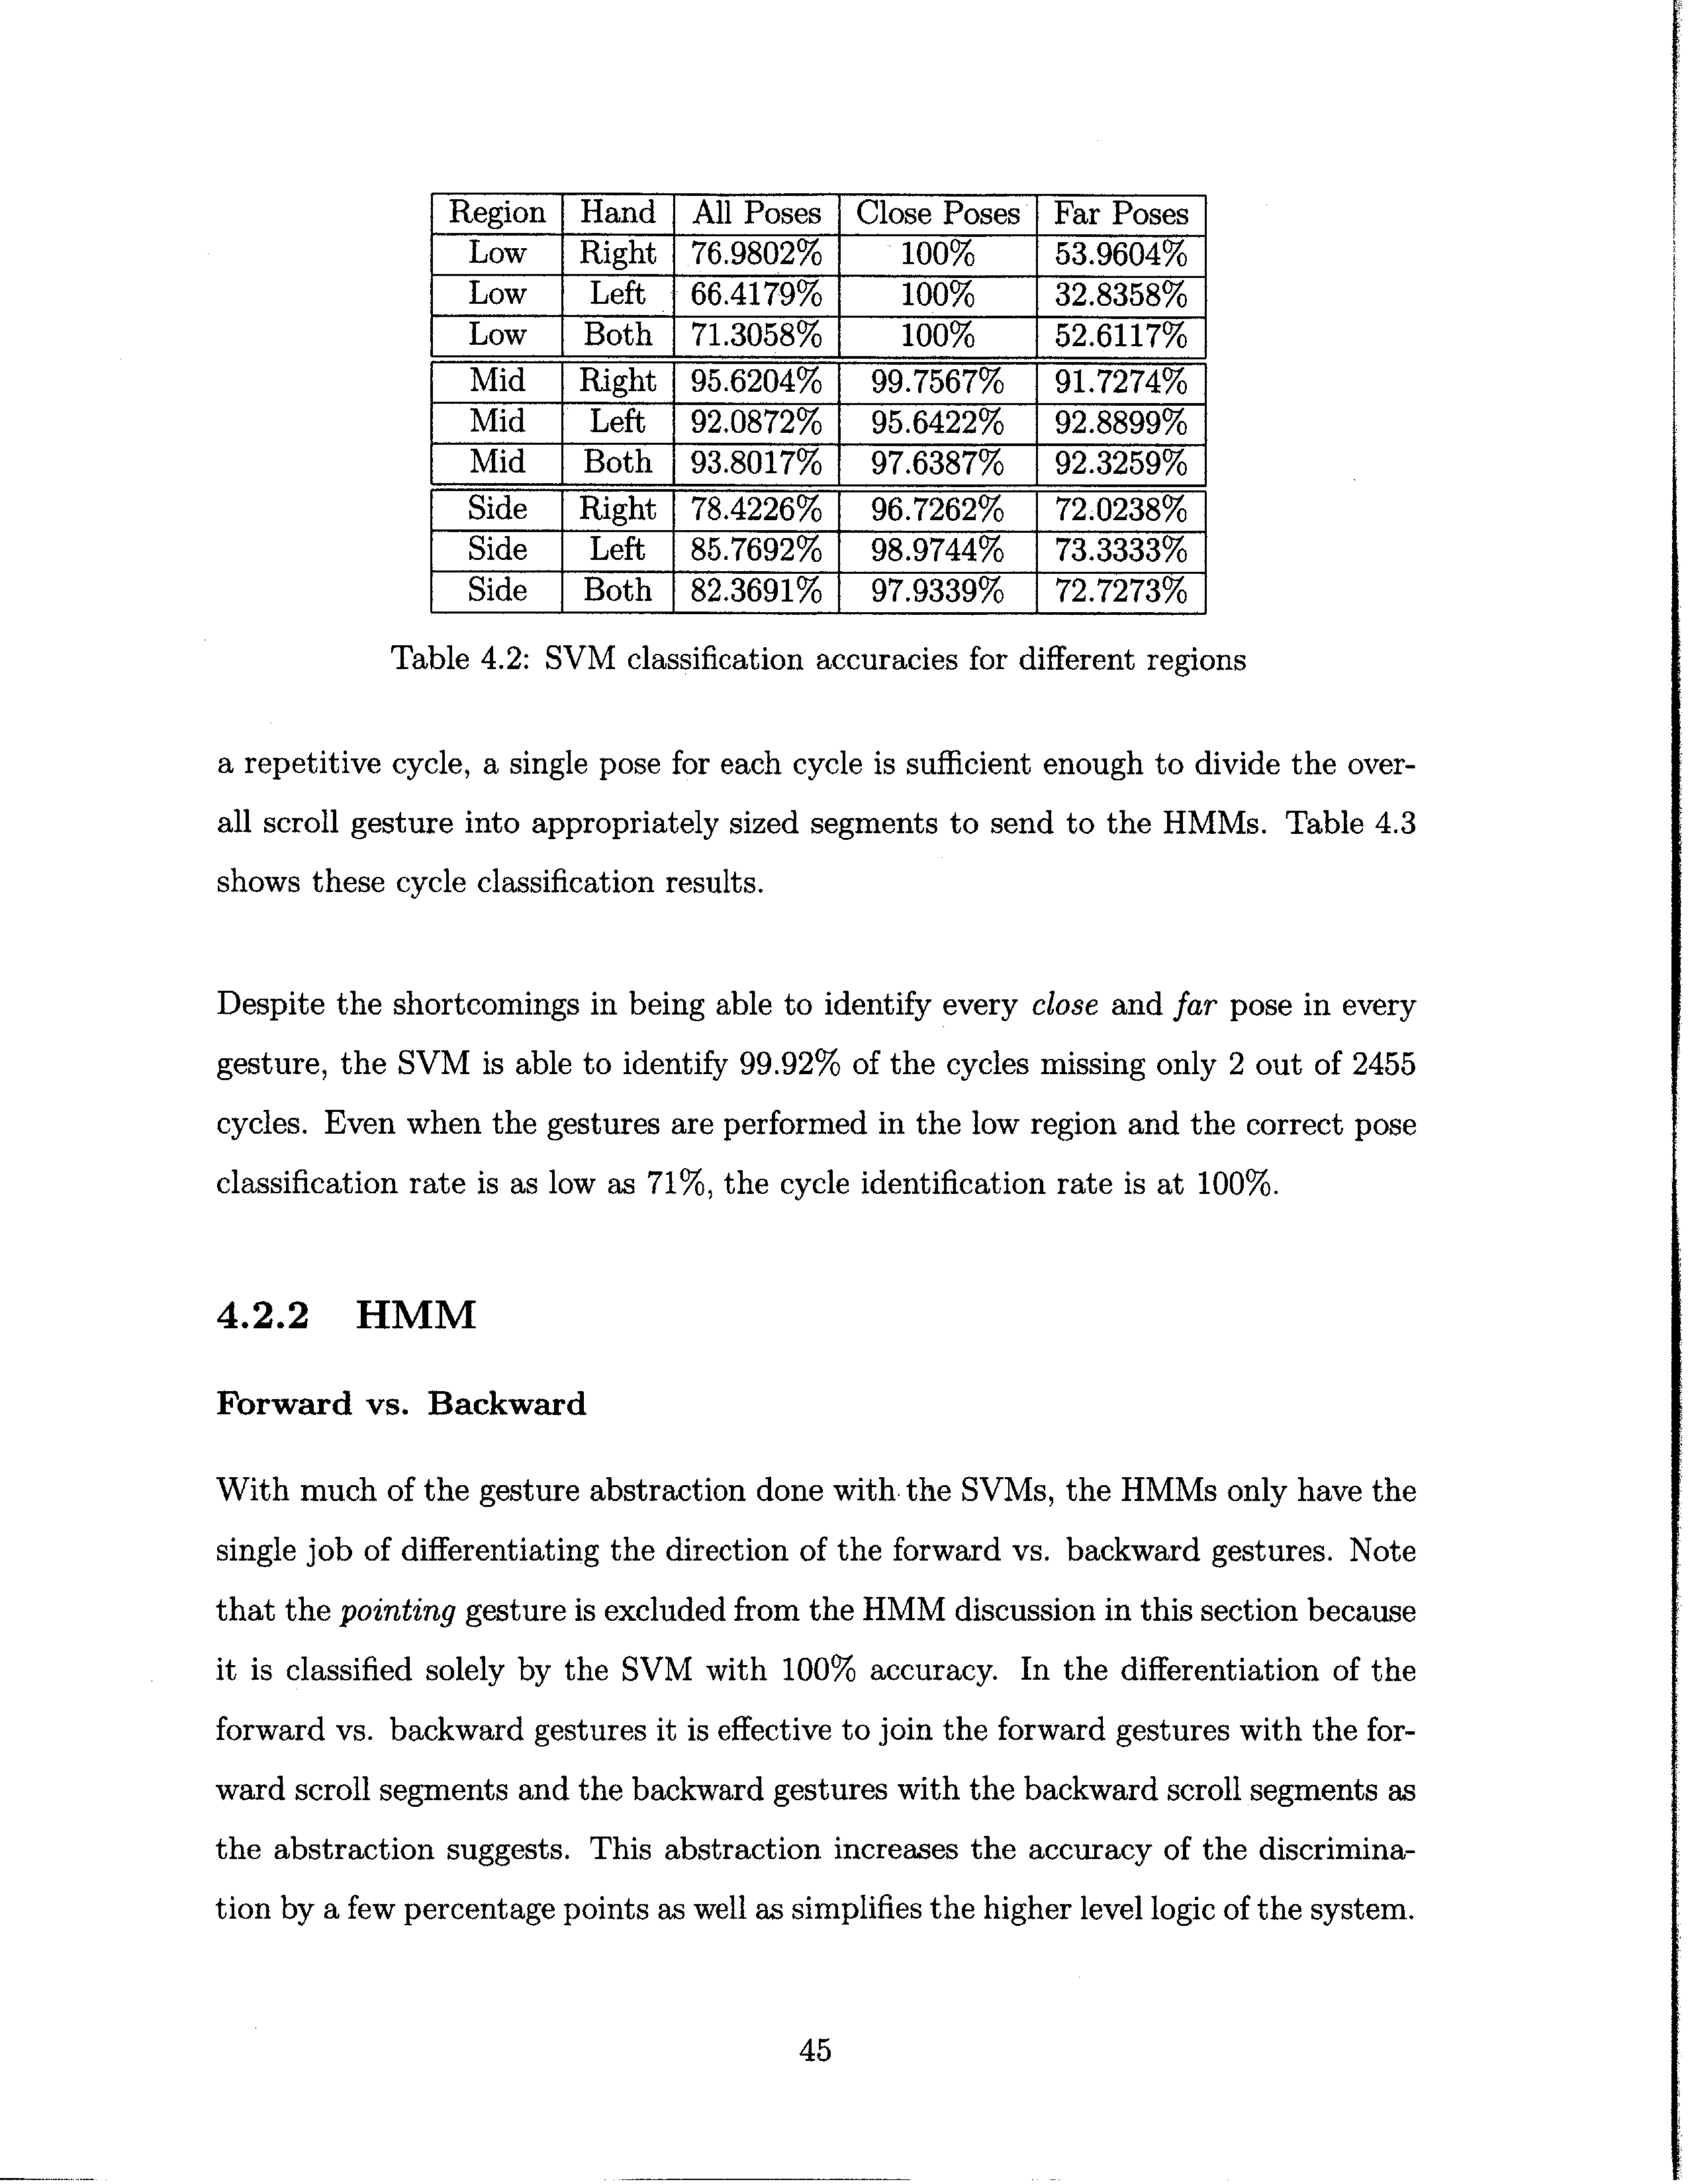 Region Hand All Poses Close Poses Far Poses
Low Right 76.9802% 100% 53.9604%
Low Left 66.4179% 100% 32.8358%
Low Both 71.3058% 100% 52.6117%
Mid Right 95.6204% 99.7567% 91.7274%
Mid Left 92.0872% 95.6422% 92.8899%
Mid Both 93.8017% 97.6387% 92.3259%
Side Right 78.4226% 96.7262% 72.0238%
Side Left 85.7692% 98.9744% 73.3333%
Side Both 82.3691% 97.9339% 72.7273%
Table 4.2: SVM classification accuracies for different regions
a repetitive cycle, a single pose for each cycle is sufficient enough to divide the over-
all scroll gesture into appropriately sized segments to send to the HMMs. Table 4.3
shows these cycle classification results.
Despite the shortcomings in being able to identify every close and far pose in every
gesture, the SVM is able to identify 99.92% of the cycles missing only 2 out of 2455
cycles. Even when the gestures are performed in the low region and the correct pose
classification rate is as low as 71%, the cycle identification rate is at 100%.
4.2.2 HMM
Forward vs. Backward
With much of the gesture abstraction done with the SVMs, the HMMs only have the
single job of differentiating the direction of the forward vs. backward gestures. Note
that the pointing gesture is excluded from the HMM discussion in this section because
it is classified solely by the SVM with 100% accuracy. In the differentiation of the
forward vs. backward gestures it is effective to join the forward gestures with the for-
ward scroll segments and the backward gestures with the backward scroll segments as
the abstraction suggests. This abstraction increases the accuracy of the discrimina-
tion by a few percentage points as well as simplifies the higher level logic of the system.
45